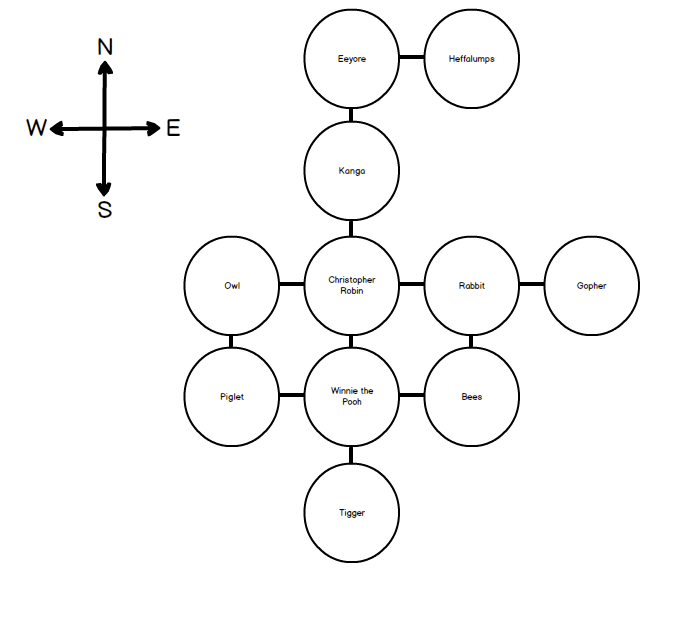 N
W
E
S
Eeyore
Heffalumps
Kanga
Owl
Christopher
Robin
Rabbit
Gopher
Piglet
Winnie the
Pooh
Bees
Tigger